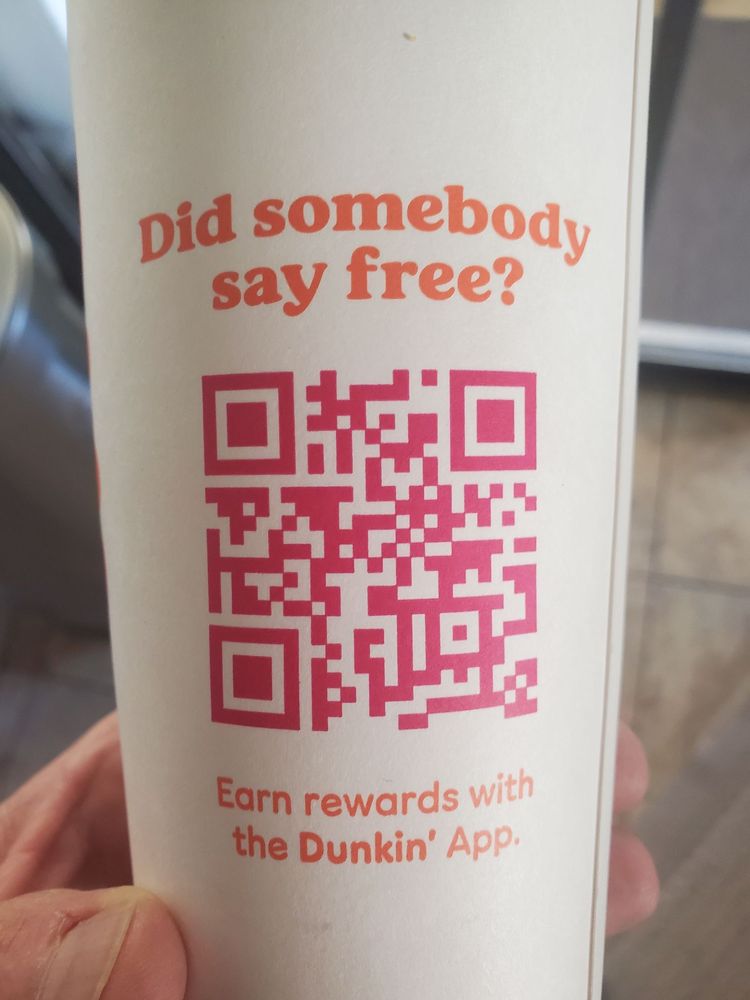 Did somebody
say free?
Earn rewards with
the Dunkin' App.